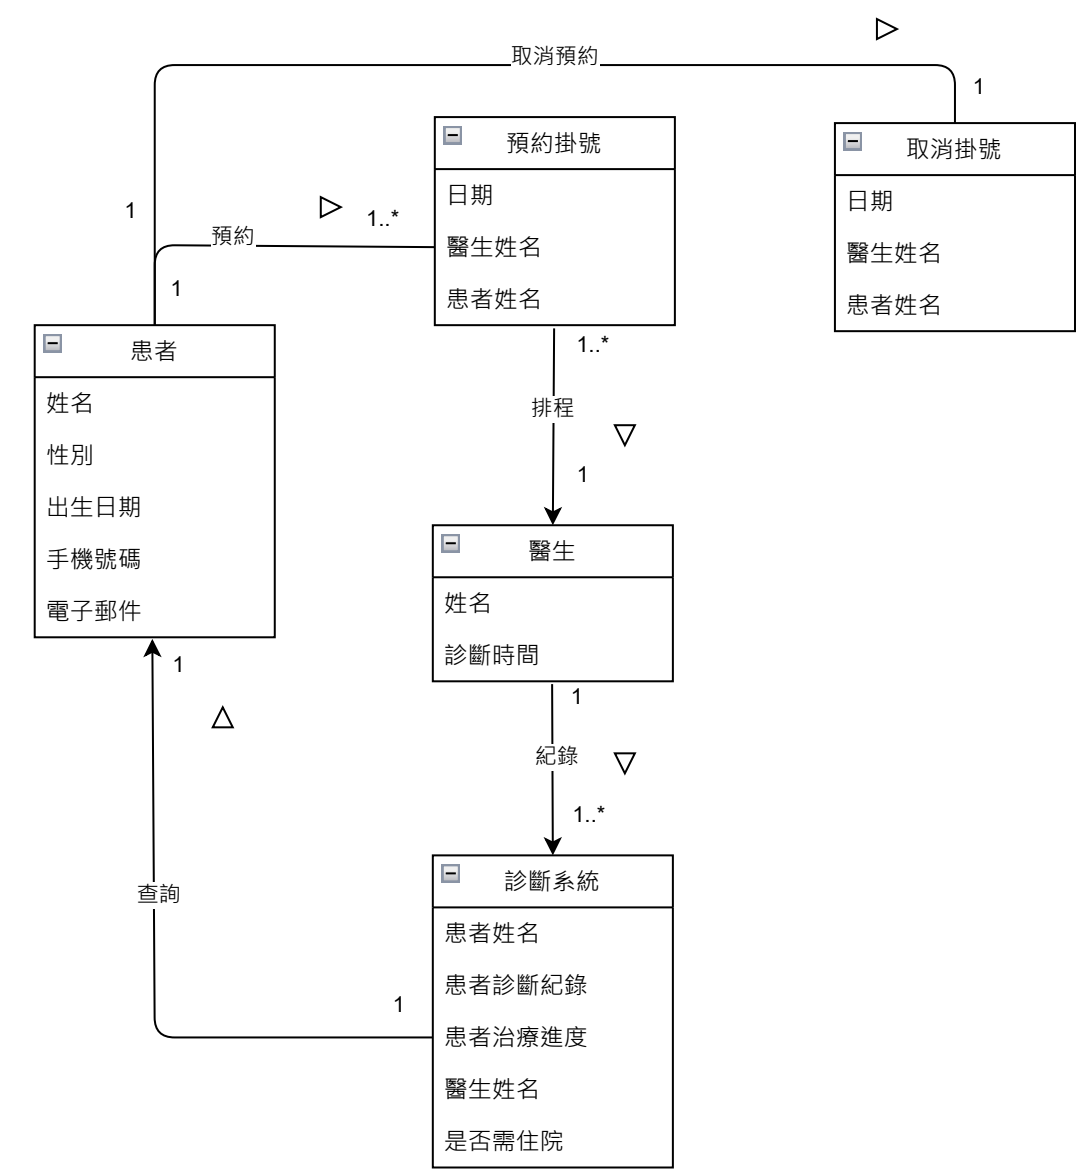 取消預約
1
預約掛號
日期
醫生姓名
患者姓名
取消掛號
日期
醫生姓名
患者姓名
1
預約
1..*
1
患者
姓名
性別
出生日期
手機號碼
電子郵件
1..*
排程
1
醫生
姓名
診斷時間
1
1
紀錄
1..*
查詢
1
診斷系統
患者姓名
患者診斷紀錄
患者治療進度
醫生姓名
是否需住院